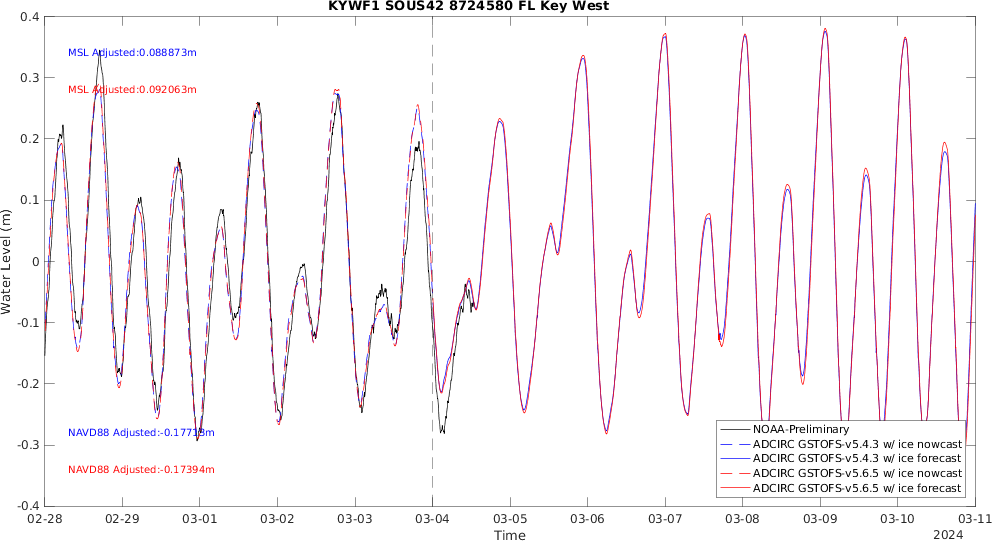 KYWF1 SOUS42 8724580 FL Key West
0.4
0.3
0.2
0.1
0
-0.1
-0.2
-0.3
-0.4
Water Level (m)
MSL Adjusted:0.088873m
MSL Adjusted:0.092063m
NAVD88 Adjusted:-0.17713m
NAVD88 Adjusted:-0.17394m
NOAA-Preliminary
ADCIRC GSTOFS-v5.4.3 w/ ice nowcast
ADCIRC GSTOFS-v5.4.3 w/ ice forecast
ADCIRC GSTOFS-v5.6.5 w/ ice nowcast
ADCIRC GSTOFS-v5.6.5 w/ ice forecast
02-28 02-29 03-01 03-02 03-03 03-04 03-05 03-06 03-07 03-08 03-09 03-10 03-11
Time
2024